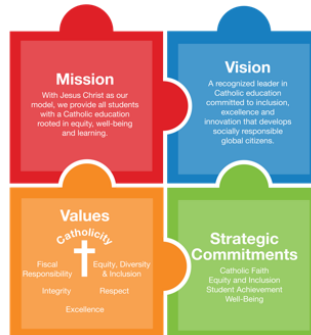 Mission
With Jesus Christ as our
model, we provide all students
with a Catholic education
rooted in equity, well-being
and learning.
Vision
A recognized leader in
Catholic education
committed to inclusion,
excellence and
innovation that develops
socially responsible
global citizens.
Values
Catholicity
Fiscal
Responsibility
Equity, Diversity
& Inclusion
Integrity
Respect
Excellence
Strategic
Commitments
Catholic Faith
Equity and Inclusion
Student Achievement
Well-Being